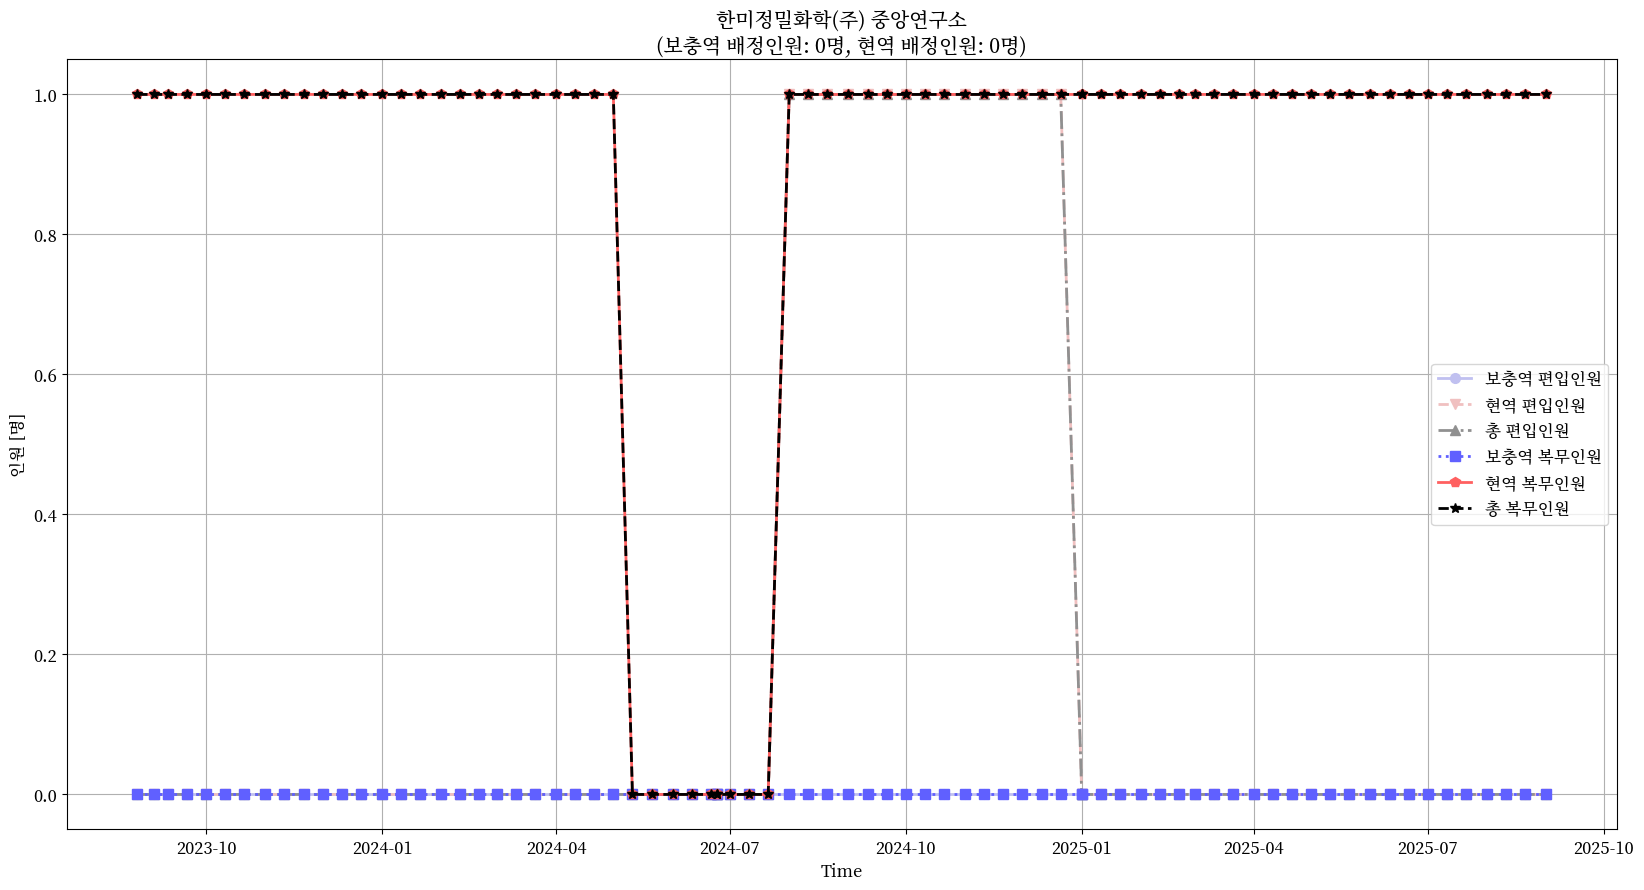 한미정밀화학(주) 중앙연구소
(보충역 배정인원: 0명, 현역 배정인원: 0명)
1.0
0.8
0.6
0.4
0.2
0.0
인원 [명]
보충역 편입인원
현역 편입인원
총 편입인원
보충역 복무인원
현역 복무인원
총 복무인원
2023-10
2024-01
2024-04
2024-07
2024-10
2025-01
2025-04
2025-07
2025-10
Time